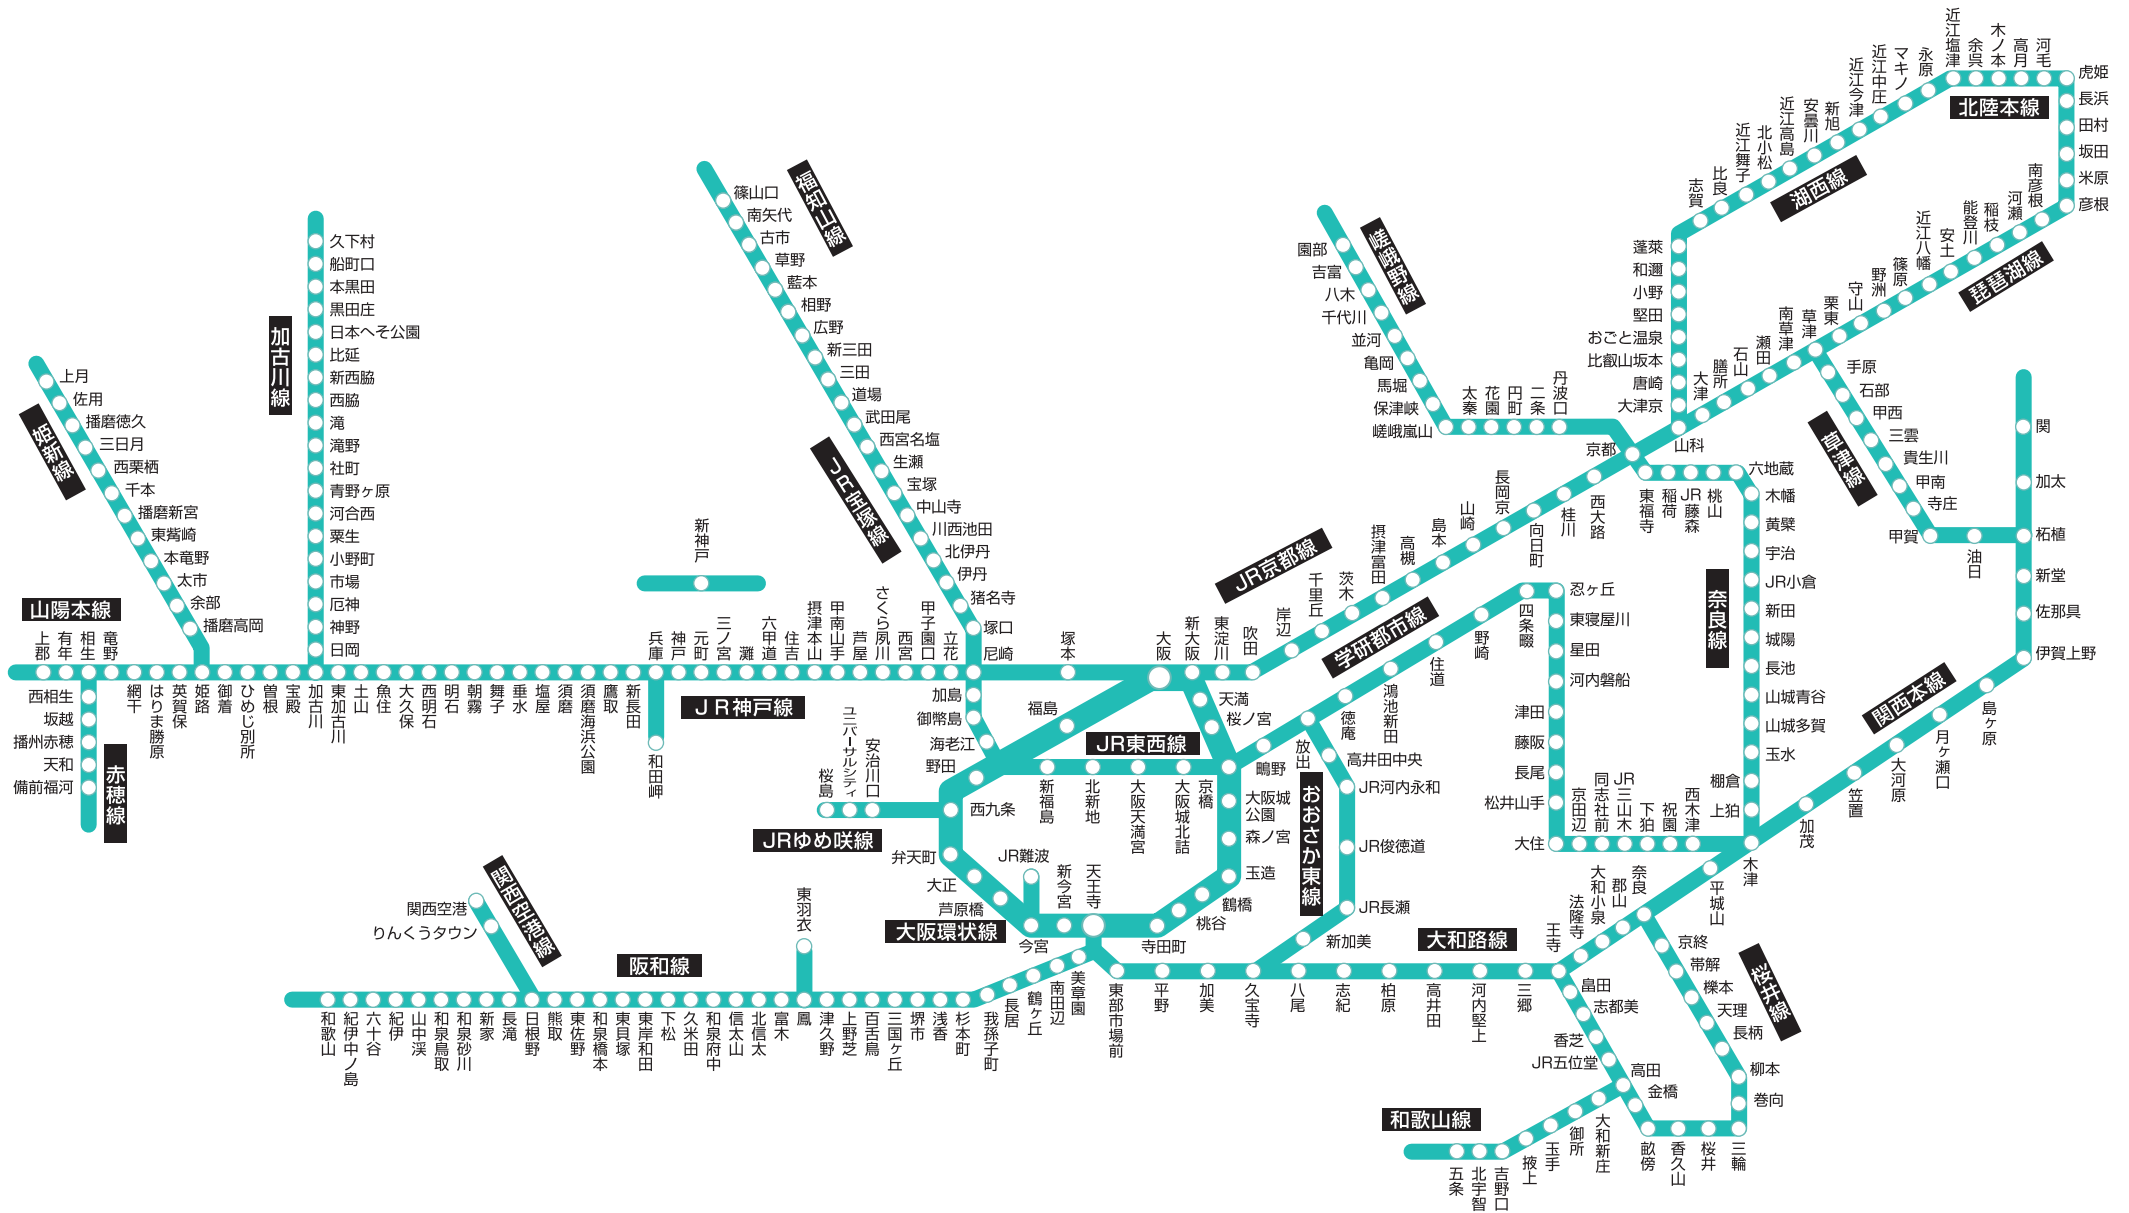 姫新線
上月
佐用
播磨徳久
三日月
西栗栖
千本
播磨新宮
東觜崎
本竜野
太市
余部
播磨高岡
加古川線
久下村
船町口
本黒田
黒田庄
日本へそ公園
比延
新西脇
西脇
滝
滝野
社町
青野ヶ原
河合西
粟生
小野町
市場
厄神
神野
日岡
山陽本線
上郡
有年
相生
竜野
網干
はりま勝原
英賀保
姫路
御着
ひめじ別所
曽根
宝殿
加古川
東加古川
土山
魚住
大久保
西明石
明石
朝霧
舞子
垂水
塩屋
須磨
須磨海浜公園
鷹取
新長田
兵庫
神戸
元町
三ノ宮
灘
六甲道
住吉
摂津本山
甲南山手
芦屋
さくら夙川
西宮
甲子園口
立花
尼崎
JR神戸線
和田岬
新神戸
赤穂線
西相生
坂越
播州赤穂
天和
備前福河
福知山線
篠山口
南矢代
古市
草野
藍本
相野
広野
新三田
三田
道場
武田尾
西宮名塩
生瀬
宝塚
中山寺
川西池田
北伊丹
伊丹
猪名寺
塚口
JR宝塚線
塚本
大阪
新大阪
東淀川
吹田
岸辺
千里丘
茨木
摂津富田
高槻
島本
山崎
長岡京
向日町
桂川
西大路
京都
JR京都線
加島
御幣島
海老江
野田
福島
西九条
弁天町
大正
芦原橋
今宮
新今宮
天王寺
寺田町
桃谷
鶴橋
玉造
森ノ宮
大阪城
公園
京橋
桜ノ宮
天満
大阪環状線
JR難波
JRゆめ咲線
桜島
ユニバーサルシティ
安治川口
JR東西線
新福島
北新地
大阪天満宮
大阪城北詰
学研都市線
鴫野
放出
徳庵
鴻池新田
住道
野崎
四条畷
忍ヶ丘
東寝屋川
星田
河内磐船
津田
藤阪
長尾
松井山手
大住
京田辺
同志社前
JR三山木
下狛
祝園
西木津
木津
おおさか東線
高井田中央
JR河内永和
JR俊徳道
JR長瀬
新加美
嵯峨野線
園部
吉富
八木
千代川
並河
亀岡
馬堀
保津峡
嵯峨嵐山
太秦
花園
円町
二条
丹波口
湖西線
近江塩津
永原
マキノ
近江中庄
近江今津
新旭
安曇川
近江高島
北小松
近江舞子
比良
志賀
蓬莱
和邇
小野
堅田
おごと温泉
比叡山坂本
唐崎
大津京
山科
北陸本線
余呉
木ノ本
高月
河毛
虎姫
長浜
田村
坂田
米原
彦根
琵琶湖線
南彦根
河瀬
稲枝
能登川
安土
近江八幡
篠原
野洲
守山
栗東
草津
南草津
瀬田
石山
膳所
大津
草津線
手原
石部
甲西
三雲
貴生川
甲南
寺庄
甲賀
油日
柘植
奈良線
東福寺
稲荷
JR藤森
桃山
六地蔵
木幡
黄檗
宇治
JR小倉
新田
城陽
長池
山城青谷
山城多賀
玉水
棚倉
上狛
関西本線
関
加太
新堂
佐那具
伊賀上野
島ヶ原
月ヶ瀬口
大河原
笠置
加茂
大和路線
平城山
奈良
郡山
大和小泉
法隆寺
王寺
三郷
河内堅上
高井田
柏原
志紀
八尾
久宝寺
加美
平野
東部市場前
桜井線
京終
帯解
櫟本
天理
長柄
柳本
巻向
三輪
桜井
香久山
畝傍
金橋
高田
和歌山線
畠田
志都美
香芝
JR五位堂
大和新庄
御所
玉手
掖上
吉野口
北宇智
五条
関西空港線
関西空港
りんくうタウン
阪和線
東羽衣
和歌山
紀伊中ノ島
六十谷
紀伊
山中渓
和泉鳥取
和泉砂川
新家
長滝
日根野
熊取
東佐野
和泉橋本
東貝塚
東岸和田
下松
久米田
和泉府中
信太山
北信太
富木
鳳
津久野
上野芝
百舌鳥
三国ヶ丘
堺市
浅香
杉本町
我孫子町
長居
鶴ヶ丘
南田辺
美章園